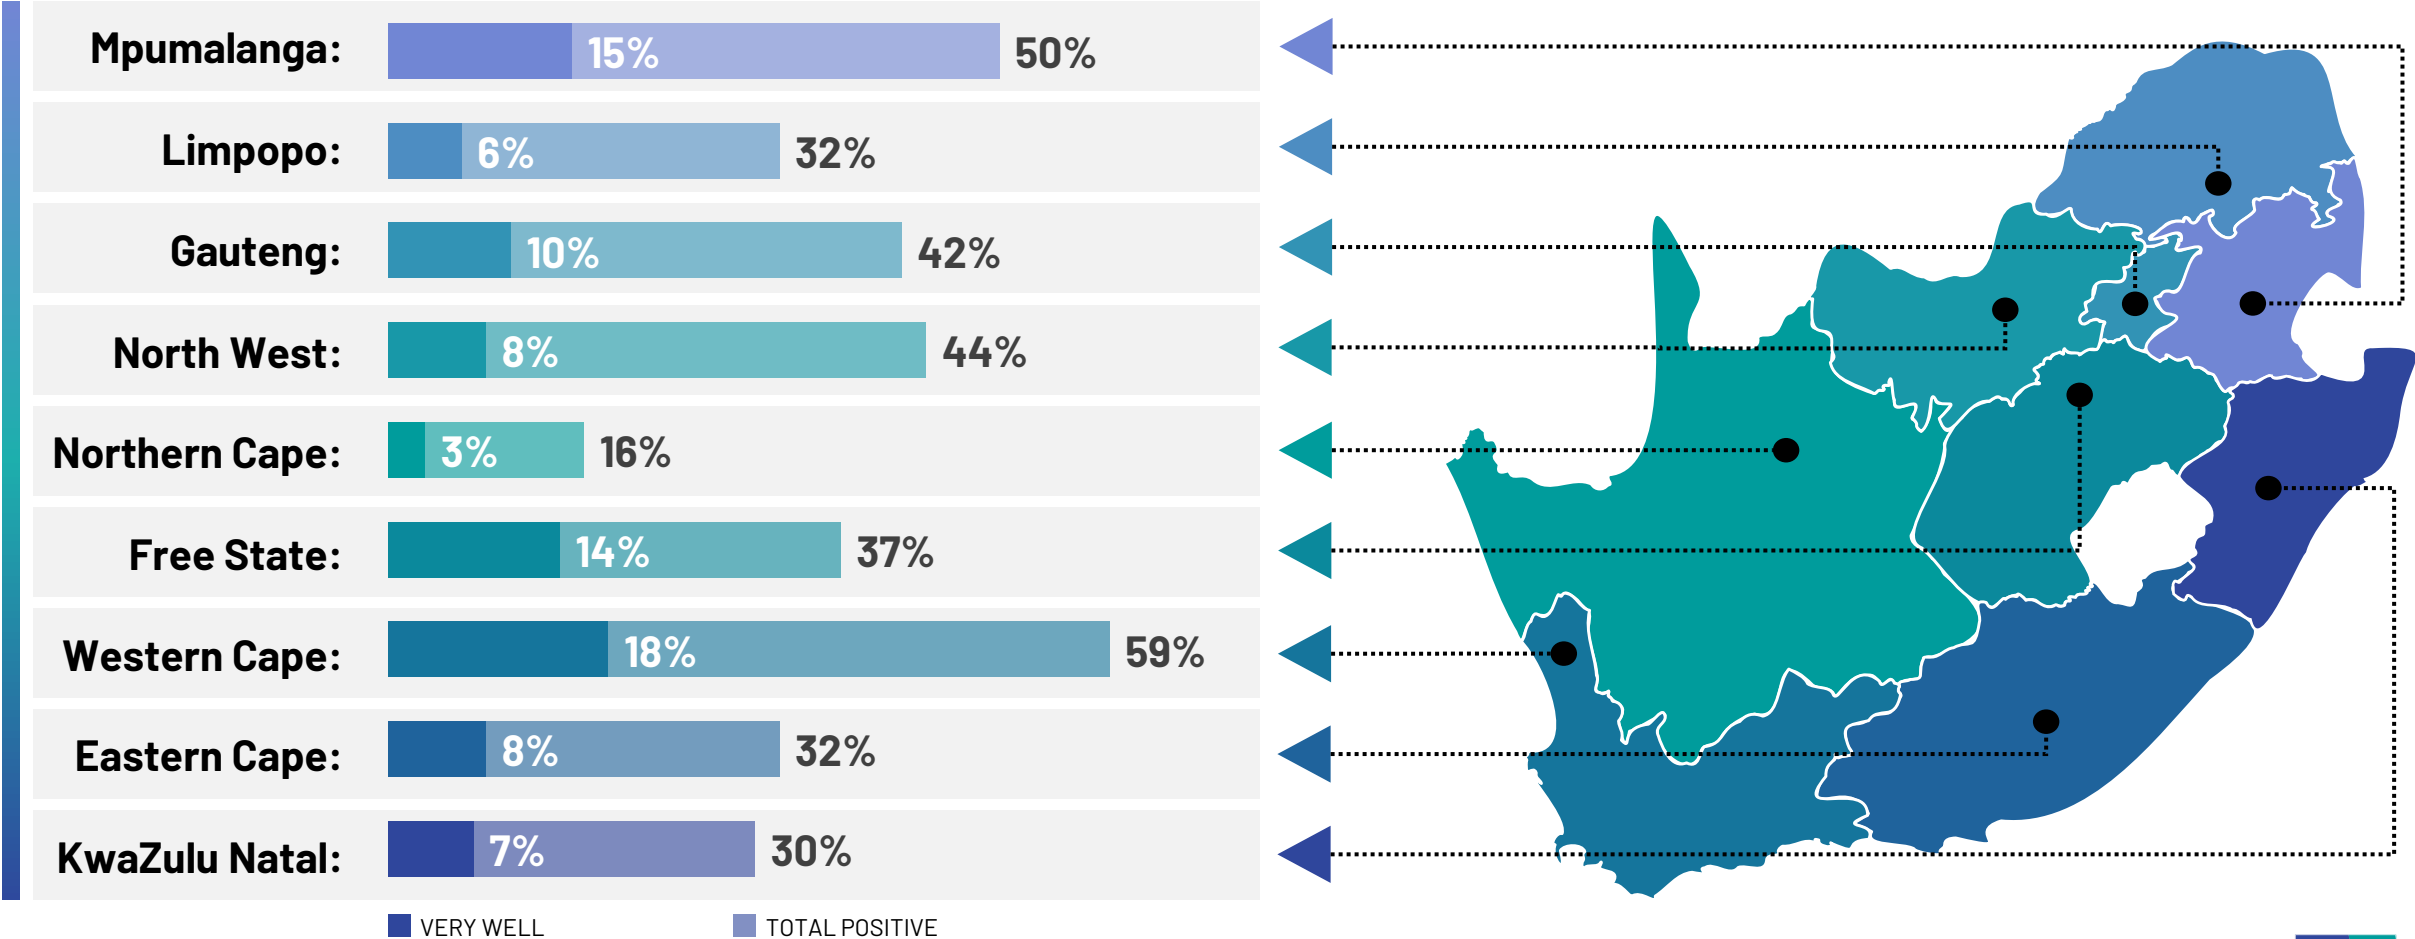 Mpumalanga: 15% 50%
Limpopo: 6% 32%
Gauteng: 10% 42%
North West: 8% 44%
Northern Cape: 3% 16%
Free State: 14% 37%
Western Cape: 18% 59%
Eastern Cape: 8% 32%
KwaZulu Natal: 7% 30%
VERY WELL TOTAL POSITIVE